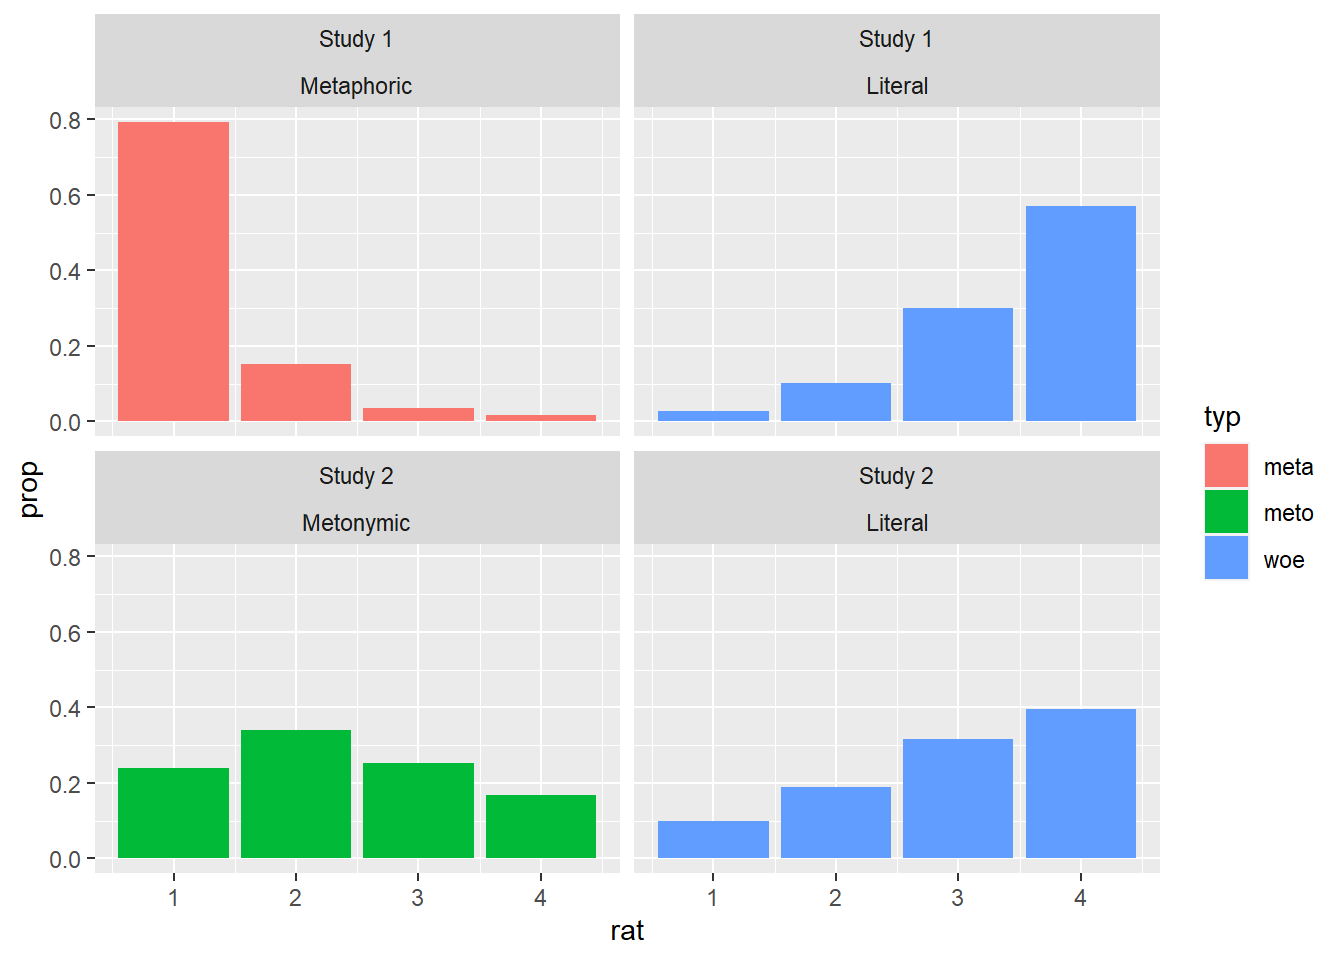 Study 1
Metaphoric
Study 1
Literal
0.8
0.6
0.4
0.2
0.0
Study 2
Metonymic
Study 2
Literal
0.8
0.6
0.4
0.2
0.0
1 2 3 4
1 2 3 4
rat
prop
typ
meta
meto
woe